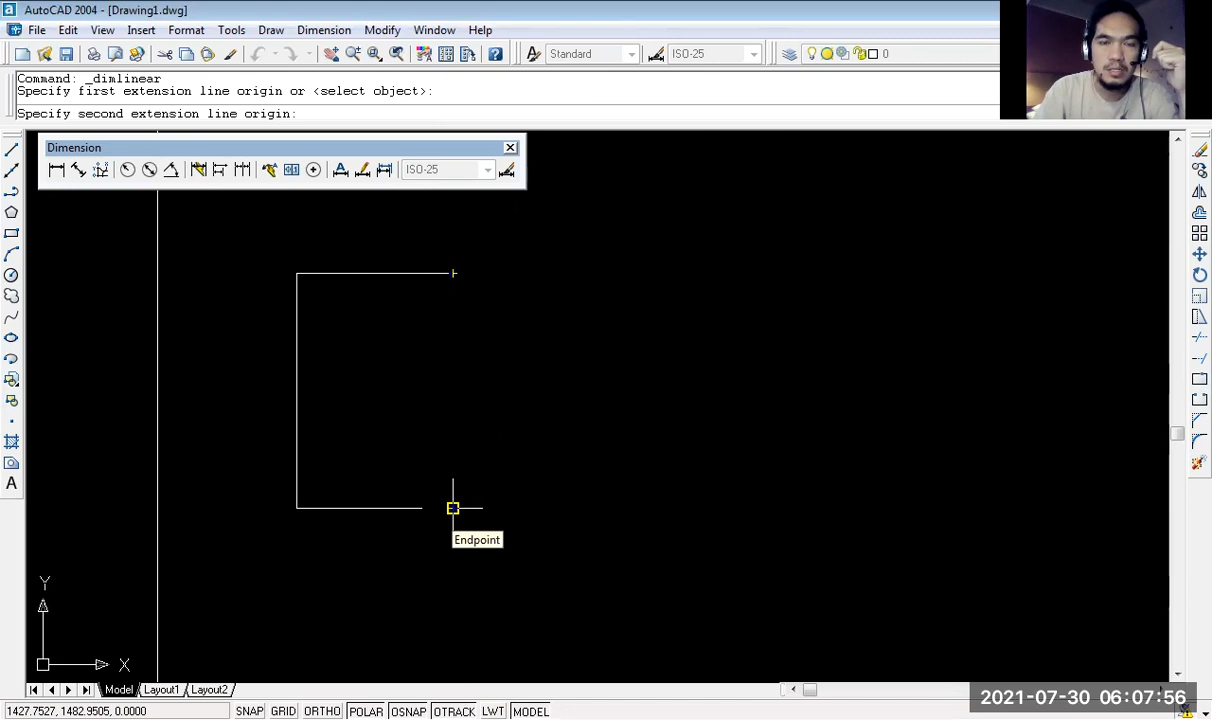 AutoCAD 2004 - [Drawing1.dwg]
File Edit View Insert Format Tools Draw Dimension Modify Window Help
Standard ISO-25 0
Command: _dimlinear
Specify first extension line origin or <select object>:
Specify second extension line origin:
Dimension
ISO-25
Endpoint
Y
X
A
Model Layout1 Layout2
2021-07-30 06:07:56
1427.7527, 1482.9505, 0.0000 SNAP GRID ORTHO POLAR OSNAP OTRACK LWT MODEL